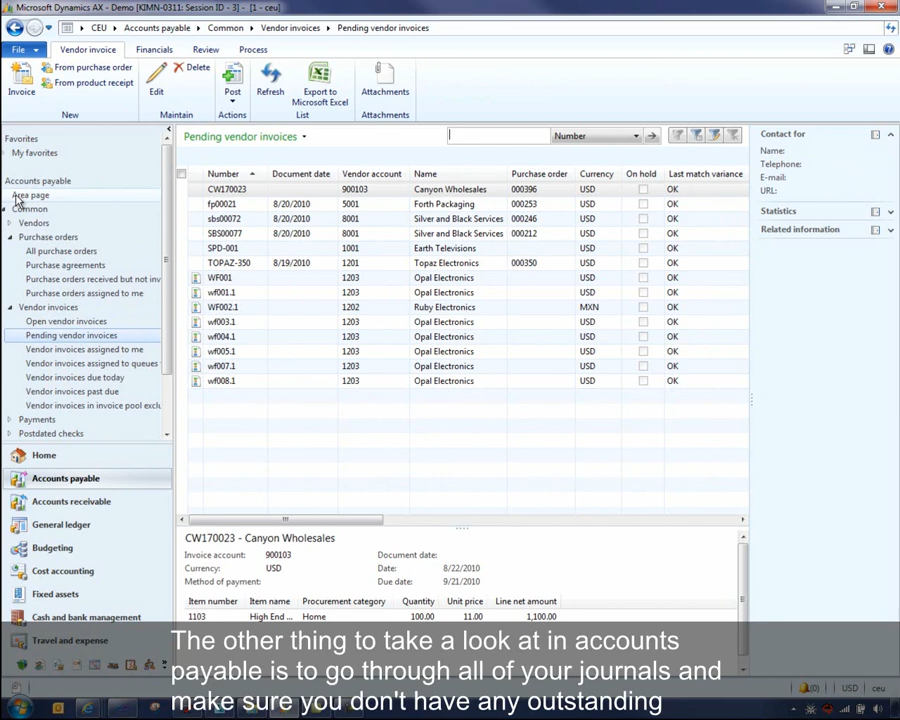 Microsoft Dynamics AX - Demo [KIMN-0311: Session ID - 3] - [1 - ceu]
CEU ▸ Accounts payable ▸ Common ▸ Vendor invoices ▸ Pending vendor invoices
File Vendor invoice Financials Review Process
Invoice
From purchase order
From product receipt
New
Edit
Delete
Maintain
Post
Actions
Refresh
Export to
Microsoft Excel
List
Attachments
Attachments
Favorites
My favorites
Accounts payable
Area page
Common
Vendors
Purchase orders
All purchase orders
Purchase agreements
Purchase orders received but not inv
Purchase orders assigned to me
Vendor invoices
Open vendor invoices
Pending vendor invoices
Vendor invoices assigned to me
Vendor invoices assigned to queues
Vendor invoices due today
Vendor invoices past due
Vendor invoices in invoice pool exclu
Payments
Postdated checks
Home
Accounts payable
Accounts receivable
General ledger
Budgeting
Cost accounting
Fixed assets
Cash and bank management
Travel and expense
Pending vendor invoices
Number
Number Document date Vendor account Name Purchase order Currency On hold Last match variance
CW170023 900103 Canyon Wholesales 000396 USD OK
fp00021 8/20/2010 5001 Forth Packaging 000253 USD OK
sbs00072 8/20/2010 8001 Silver and Black Services 000246 USD OK
SBS00077 8/20/2010 8001 Silver and Black Services 000212 USD OK
SPD-001 1001 Earth Televisions USD OK
TOPAZ-350 8/19/2010 1201 Topaz Electronics 000350 USD OK
WF001 1203 Opal Electronics USD OK
wf001.1 1203 Opal Electronics USD OK
WF002.1 1202 Ruby Electronics MXN OK
wf003.1 1203 Opal Electronics USD OK
wf004.1 1203 Opal Electronics USD OK
wf005.1 1203 Opal Electronics USD OK
wf007.1 1203 Opal Electronics USD OK
wf008.1 1203 Opal Electronics USD OK
CW170023 - Canyon Wholesales
Invoice account: 900103 Document date:
Currency: USD Date: 8/22/2010
Method of payment: Due date: 9/21/2010
Item number Item name Procurement category Quantity Unit price Line net amount
1103 High End ... Home 100.00 11.00 1,100.00
Contact for
Name:
Telephone:
E-mail:
URL:
Statistics
Related information
The other thing to take a look at in accounts
payable is to go through all of your journals and
make sure you don't have any outstanding
(0) USD ceu